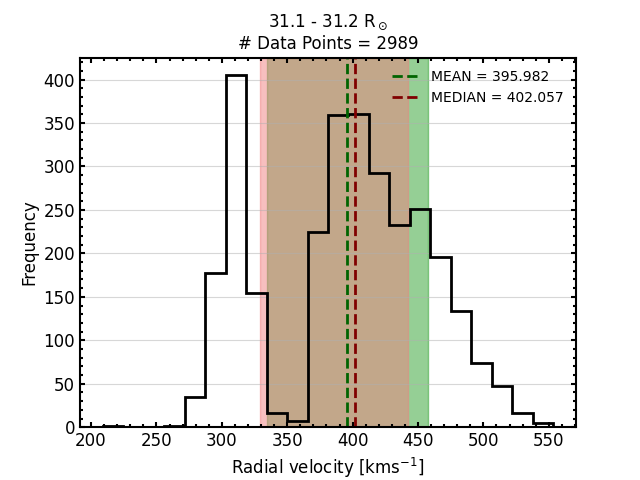 31.1 - 31.2 R⊙
# Data Points = 2989
MEAN = 395.982
MEDIAN = 402.057
400
350
300
250
200
150
100
50
0
Frequency
200 250 300 350 400 450 500 550
Radial velocity [kms⁻¹]